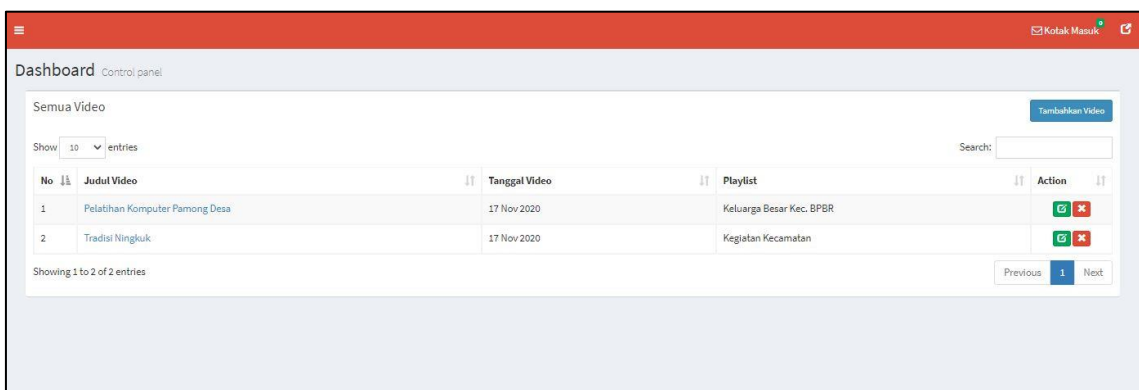 Kotak Masuk 0
Dashboard Control panel
Semua Video Tambahkan Video
Show 10 entries Search:
No Judul Video Tanggal Video Playlist Action
1 Pelatihan Komputer Pamong Desa 17 Nov 2020 Keluarga Besar Kec. BPBR
2 Tradisi Ningkuk 17 Nov 2020 Kegiatan Kecamatan
Showing 1 to 2 of 2 entries Previous 1 Next